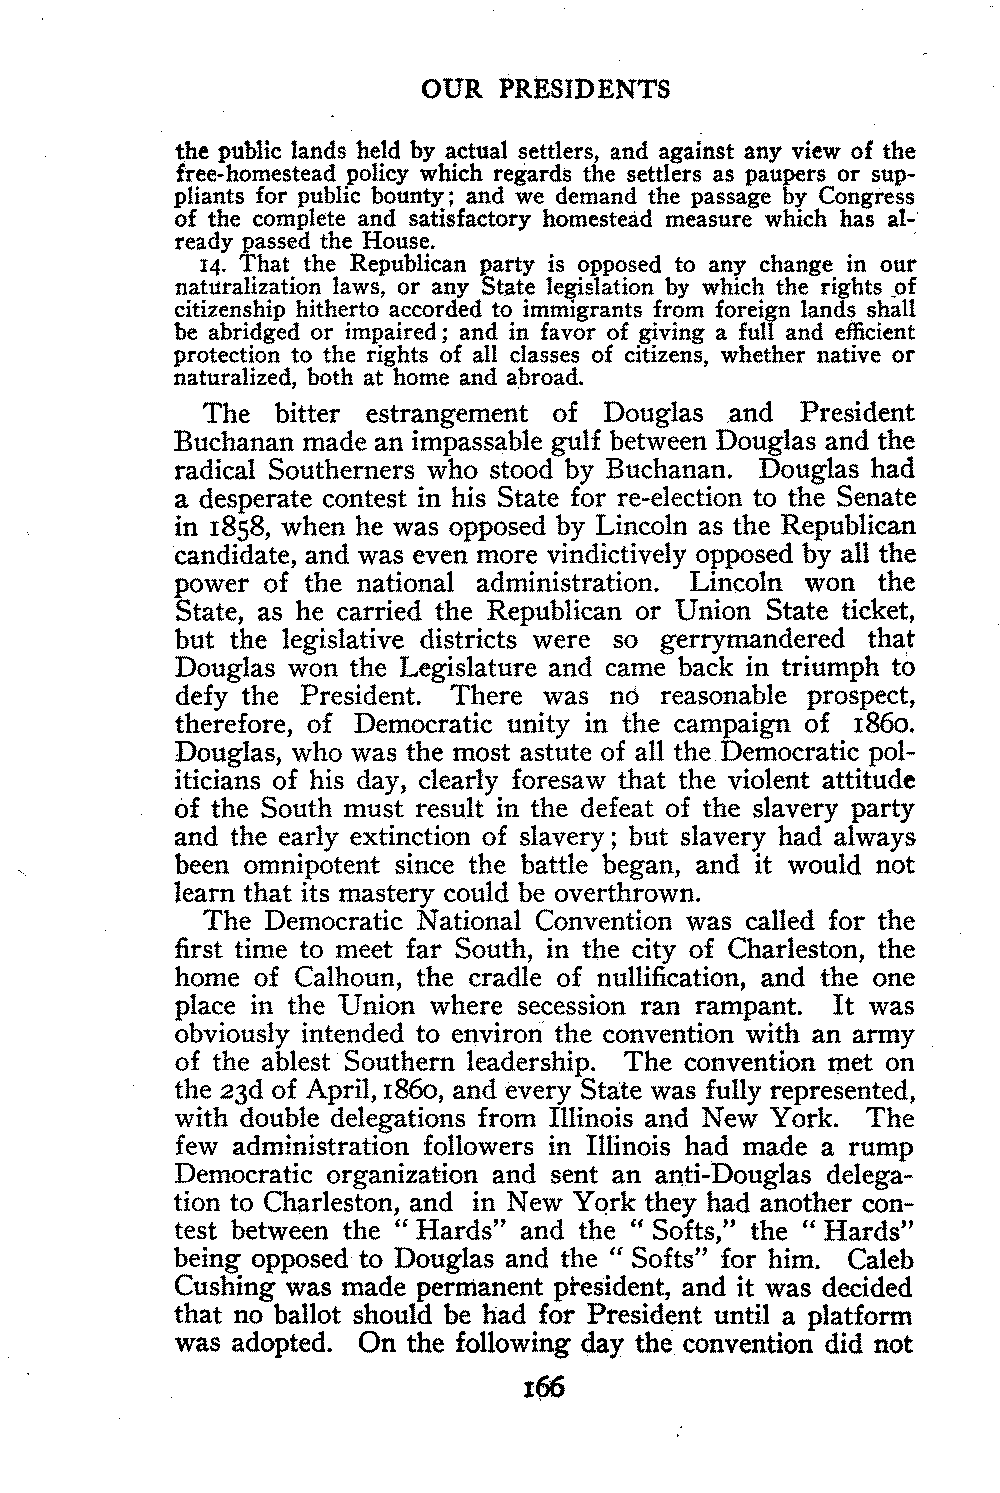 OUR PRESIDENTS
the public lands held by actual settlers, and against any view of the
free-homestead policy which regards the settlers as paupers or sup-
pliants for public bounty; and we demand the passage by Congress
of the complete and satisfactory homestead measure which has al-
ready passed the House.
14. That the Republican party is opposed to any change in our
naturalization laws, or any State legislation by which the rights of
citizenship hitherto accorded to immigrants from foreign lands shall
be abridged or impaired; and in favor of giving a full and efficient
protection to the rights of all classes of citizens, whether native or
naturalized, both at home and abroad.
The bitter estrangement of Douglas and President
Buchanan made an impassable gulf between Douglas and the
radical Southerners who stood by Buchanan. Douglas had
a desperate contest in his State for re-election to the Senate
in 1858, when he was opposed by Lincoln as the Republican
candidate, and was even more vindictively opposed by all the
power of the national administration. Lincoln won the
State, as he carried the Republican or Union State ticket,
but the legislative districts were so gerrymandered that
Douglas won the Legislature and came back in triumph to
defy the President. There was no reasonable prospect,
therefore, of Democratic unity in the campaign of 1860.
Douglas, who was the most astute of all the Democratic pol-
iticians of his day, clearly foresaw that the violent attitude
of the South must result in the defeat of the slavery party
and the early extinction of slavery; but slavery had always
been omnipotent since the battle began, and it would not
learn that its mastery could be overthrown.
The Democratic National Convention was called for the
first time to meet far South, in the city of Charleston, the
home of Calhoun, the cradle of nullification, and the one
place in the Union where secession ran rampant. It was
obviously intended to environ the convention with an army
of the ablest Southern leadership. The convention met on
the 23d of April, 1860, and every State was fully represented,
with double delegations from Illinois and New York. The
few administration followers in Illinois had made a rump
Democratic organization and sent an anti-Douglas delega-
tion to Charleston, and in New York they had another con-
test between the “ Hards” and the “ Softs,” the “ Hards”
being opposed to Douglas and the “ Softs” for him. Caleb
Cushing was made permanent president, and it was decided
that no ballot should be had for President until a platform
was adopted. On the following day the convention did not
166